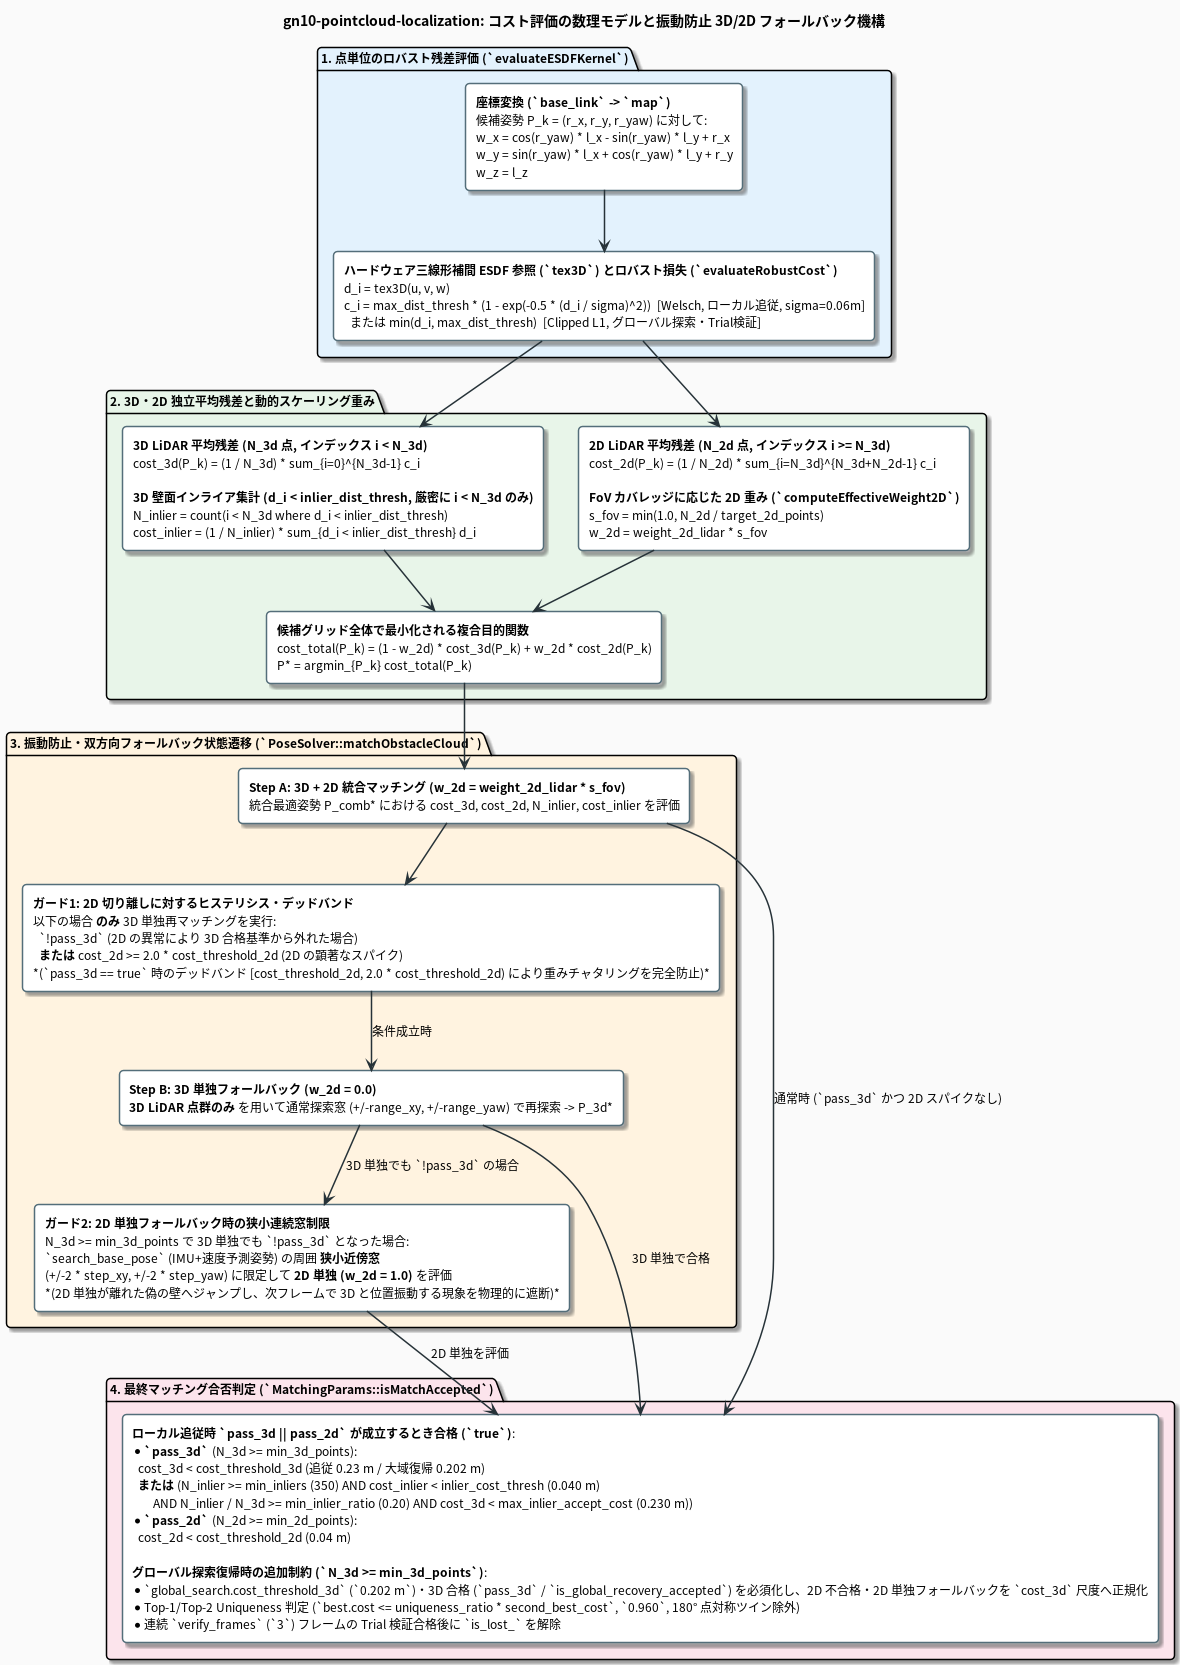 gn10-pointcloud-localization: コスト評価の数理モデルと振動防止 3D/2D フォールバック機構
1. 点単位のロバスト残差評価 (`evaluateESDFKernel`)
座標変換 (`base_link` -> `map`)
候補姿勢 P_k = (r_x, r_y, r_yaw) に対して:
w_x = cos(r_yaw) * l_x - sin(r_yaw) * l_y + r_x
w_y = sin(r_yaw) * l_x + cos(r_yaw) * l_y + r_y
w_z = l_z
ハードウェア三線形補間 ESDF 参照 (`tex3D`) とロバスト損失 (`evaluateRobustCost`)
d_i = tex3D(u, v, w)
c_i = max_dist_thresh * (1 - exp(-0.5 * (d_i / sigma)^2)) [Welsch, ローカル追従, sigma=0.06m]
または min(d_i, max_dist_thresh) [Clipped L1, グローバル探索・Trial検証]
2. 3D・2D 独立平均残差と動的スケーリング重み
3D LiDAR 平均残差 (N_3d 点, インデックス i < N_3d)
cost_3d(P_k) = (1 / N_3d) * sum_{i=0}^{N_3d-1} c_i
3D 壁面インライア集計 (d_i < inlier_dist_thresh, 厳密に i < N_3d のみ)
N_inlier = count(i < N_3d where d_i < inlier_dist_thresh)
cost_inlier = (1 / N_inlier) * sum_{d_i < inlier_dist_thresh} d_i
2D LiDAR 平均残差 (N_2d 点, インデックス i >= N_3d)
cost_2d(P_k) = (1 / N_2d) * sum_{i=N_3d}^{N_3d+N_2d-1} c_i
FoV カバレッジに応じた 2D 重み (`computeEffectiveWeight2D`)
s_fov = min(1.0, N_2d / target_2d_points)
w_2d = weight_2d_lidar * s_fov
候補グリッド全体で最小化される複合目的関数
cost_total(P_k) = (1 - w_2d) * cost_3d(P_k) + w_2d * cost_2d(P_k)
P* = argmin_{P_k} cost_total(P_k)
3. 振動防止・双方向フォールバック状態遷移 (`PoseSolver::matchObstacleCloud`)
Step A: 3D + 2D 統合マッチング (w_2d = weight_2d_lidar * s_fov)
統合最適姿勢 P_comb* における cost_3d, cost_2d, N_inlier, cost_inlier を評価
ガード1: 2D 切り離しに対するヒステリシス・デッドバンド
以下の場合 のみ 3D 単独再マッチングを実行:
`!pass_3d` (2D の異常により 3D 合格基準から外れた場合)
または cost_2d >= 2.0 * cost_threshold_2d (2D の顕著なスパイク)
*(`pass_3d == true` 時のデッドバンド [cost_threshold_2d, 2.0 * cost_threshold_2d) により重みチャタリングを完全防止)*
条件成立時
Step B: 3D 単独フォールバック (w_2d = 0.0)
3D LiDAR 点群のみ を用いて通常探索窓 (+/-range_xy, +/-range_yaw) で再探索 -> P_3d*
通常時 (`pass_3d` かつ 2D スパイクなし)
3D 単独でも `!pass_3d` の場合
ガード2: 2D 単独フォールバック時の狭小連続窓制限
N_3d >= min_3d_points で 3D 単独でも `!pass_3d` となった場合:
`search_base_pose` (IMU+速度予測姿勢) の周囲 狭小近傍窓
(+/-2 * step_xy, +/-2 * step_yaw) に限定して 2D 単独 (w_2d = 1.0) を評価
*(2D 単独が離れた偽の壁へジャンプし、次フレームで 3D と位置振動する現象を物理的に遮断)*
3D 単独で合格
2D 単独を評価
4. 最終マッチング合否判定 (`MatchingParams::isMatchAccepted`)
ローカル追従時 `pass_3d || pass_2d` が成立するとき合格 (`true`):
• `pass_3d` (N_3d >= min_3d_points):
cost_3d < cost_threshold_3d (追従 0.23 m / 大域復帰 0.202 m)
または (N_inlier >= min_inliers (350) AND cost_inlier < inlier_cost_thresh (0.040 m)
AND N_inlier / N_3d >= min_inlier_ratio (0.20) AND cost_3d < max_inlier_accept_cost (0.230 m))
• `pass_2d` (N_2d >= min_2d_points):
cost_2d < cost_threshold_2d (0.04 m)
グローバル探索復帰時の追加制約 (`N_3d >= min_3d_points`):
• `global_search.cost_threshold_3d` (`0.202 m`)・3D 合格 (`pass_3d` / `is_global_recovery_accepted`) を必須化し、2D 不合格・2D 単独フォールバックを `cost_3d` 尺度へ正規化
• Top-1/Top-2 Uniqueness 判定 (`best.cost <= uniqueness_ratio * second_best_cost`, `0.960`, 180° 点対称ツイン除外)
• 連続 `verify_frames` (`3`) フレームの Trial 検証合格後に `is_lost_` を解除